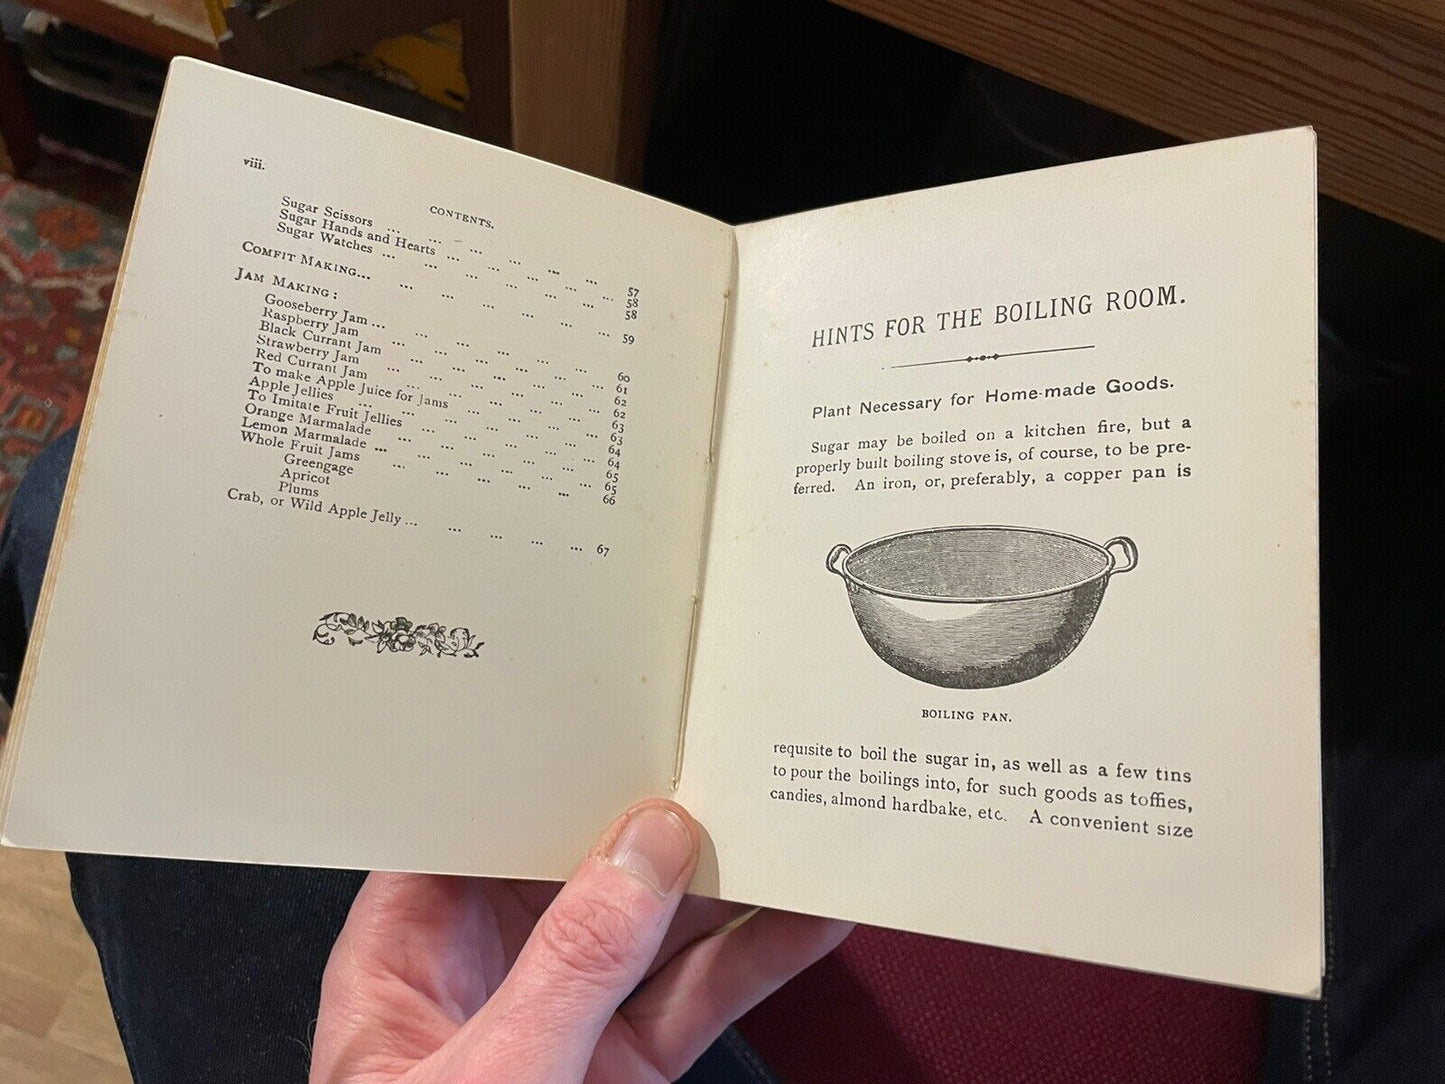 viii.
CONTENTS.
Sugar Scissors ... ... ... ... ... ... 57
Sugar Hands and Hearts ... ... ... ... ... 58
Sugar Watches ... ... ... ... ... ... 58
COMFIT MAKING... ... ... ... ... ... ... 59
JAM MAKING:
Gooseberry Jam ... ... ... ... ... ... 60
Raspberry Jam ... ... ... ... ... ... 61
Black Currant Jam ... ... ... ... ... 62
Strawberry Jam ... ... ... ... ... ... 62
Red Currant Jam ... ... ... ... ... ... 63
To make Apple Juice for Jams ... ... ... ... 63
Apple Jellies ... ... ... ... ... ... 64
To Imitate Fruit Jellies ... ... ... ... ... 64
Orange Marmalade ... ... ... ... ... 65
Lemon Marmalade ... ... ... ... ... ... 65
Whole Fruit Jams ... ... ... ... ... 66
Greengage
Apricot
Plums
Crab, or Wild Apple Jelly ... ... ... ... ... 67
HINTS FOR THE BOILING ROOM.
Plant Necessary for Home-made Goods.
Sugar may be boiled on a kitchen fire, but a
properly built boiling stove is, of course, to be pre-
ferred. An iron, or, preferably, a copper pan is
BOILING PAN.
requisite to boil the sugar in, as well as a few tins
to pour the boilings into, for such goods as toffies,
candies, almond hardbake, etc. A convenient size